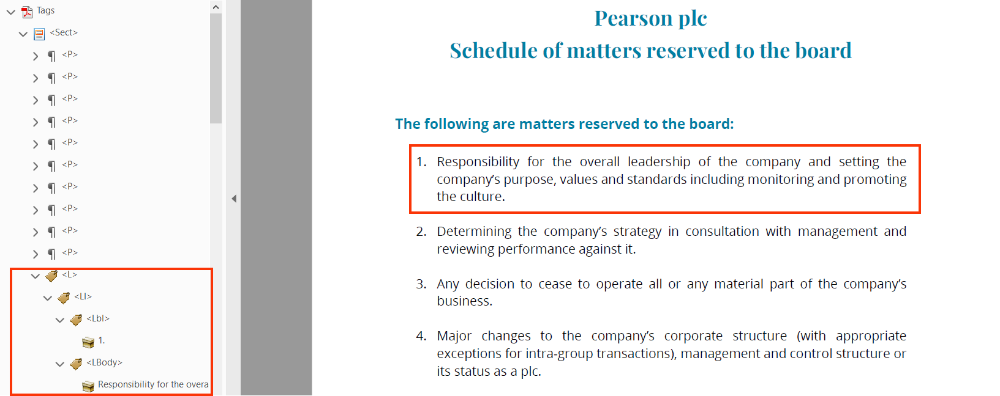 Tags
<Sect>
<P>
<P>
<P>
<P>
<P>
<P>
<P>
<P>
<P>
<P>
<L>
<LI>
<Lbl>
1.
<LBody>
Responsibility for the overa
Pearson plc
Schedule of matters reserved to the board
The following are matters reserved to the board:
1. Responsibility for the overall leadership of the company and setting the
company’s purpose, values and standards including monitoring and promoting
the culture.
2. Determining the company’s strategy in consultation with management and
reviewing performance against it.
3. Any decision to cease to operate all or any material part of the company’s
business.
4. Major changes to the company’s corporate structure (with appropriate
exceptions for intra-group transactions), management and control structure or
its status as a plc.